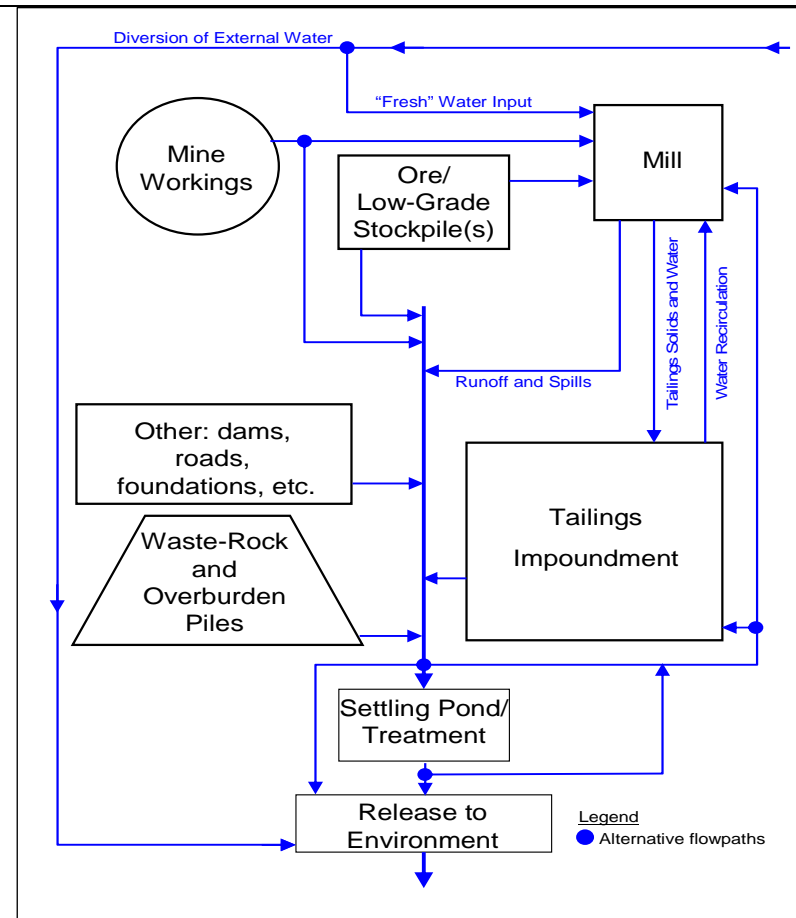 Diversion of External Water
“Fresh” Water Input
Mine
Workings
Ore/
Low-Grade
Stockpile(s)
Mill
Tailings Solids and Water
Water Recirculation
Runoff and Spills
Other: dams,
roads,
foundations, etc.
Tailings
Impoundment
Waste-Rock
and
Overburden
Piles
Settling Pond/
Treatment
Release to
Environment
Legend
Alternative flowpaths